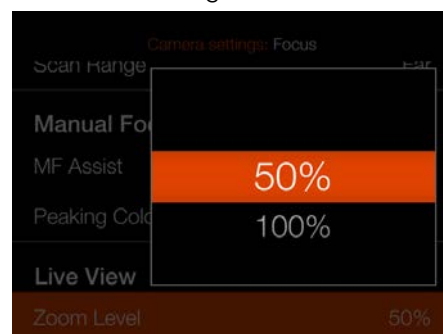 Camera settings: Focus
Scan Range Far
Manual Fo
MF Assist
50%
Peaking Colo
100%
Live View
Zoom Level 50%